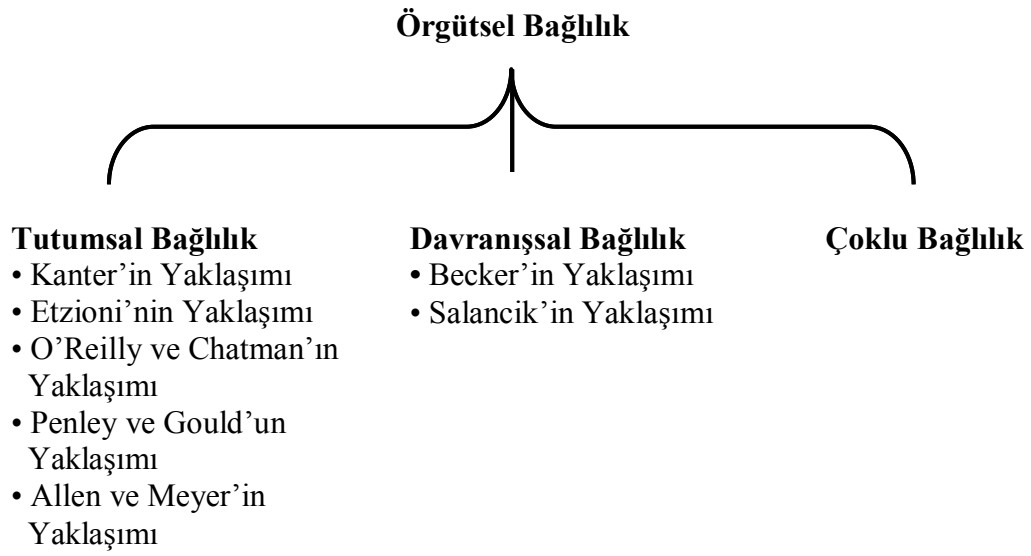 Örgütsel Bağlılık
Tutumsal Bağlılık
• Kanter’in Yaklaşımı
• Etzioni’nin Yaklaşımı
• O’Reilly ve Chatman’ın
Yaklaşımı
• Penley ve Gould’un
Yaklaşımı
• Allen ve Meyer’in
Yaklaşımı
Davranışsal Bağlılık
• Becker’in Yaklaşımı
• Salancik’in Yaklaşımı
Çoklu Bağlılık